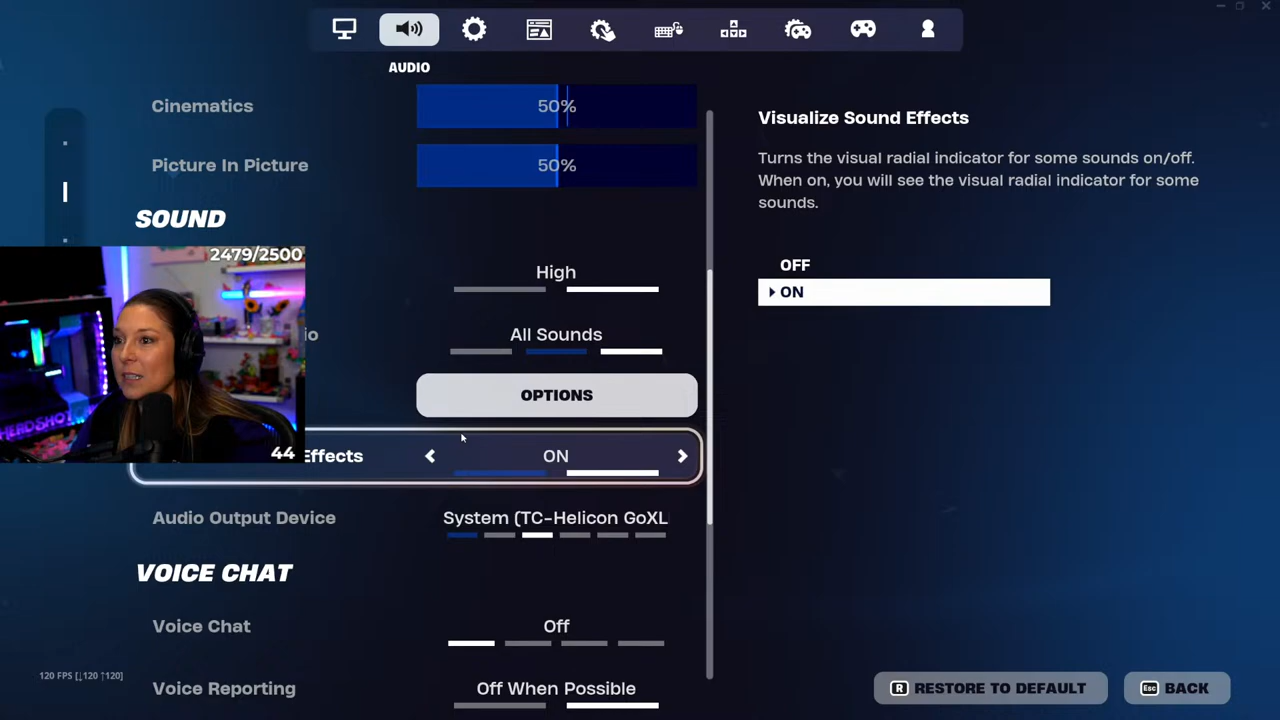 AUDIO
Cinematics
50%
Visualize Sound Effects
Turns the visual radial indicator for some sounds on/off.
When on, you will see the visual radial indicator for some
sounds.
Picture In Picture
50%
SOUND
2479/2500
OFF
ON
High
io
All Sounds
OPTIONS
44
Effects
ON
Audio Output Device
System (TC-Helicon GoXL
VOICE CHAT
Voice Chat
Off
120 FPS [↓120 ↑120]
Voice Reporting
Off When Possible
R RESTORE TO DEFAULT
Esc BACK